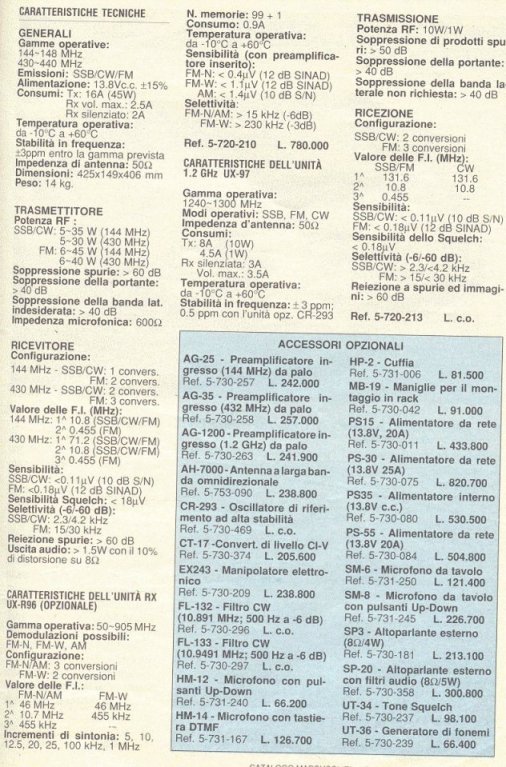 CARATTERISTICHE TECNICHE
GENERALI
Gamme operative:
144-148 MHz
430-440 MHz
Emissioni: SSB/CW/FM
Alimentazione: 13.8Vc.c. ±15%
Consumi: Tx: 16A (45W)
Rx vol. max.: 2.5A
Rx silenziato: 2A
Temperatura operativa:
da -10°C a +60°C
Stabilità in frequenza:
±3ppm entro la gamma prevista
Impedenza di antenna: 50Ω
Dimensioni: 425x149x406 mm
Peso: 14 kg.
TRASMETTITORE
Potenza RF :
SSB/CW: 5-35 W (144 MHz)
5-30 W (430 MHz)
FM: 6-45 W (144 MHz)
6-40 W (430 MHz)
Soppressione spurie: > 60 dB
Soppressione della portante:
> 40 dB
Soppressione della banda lat.
indesiderata: > 40 dB
Impedenza microfonica: 600Ω
RICEVITORE
Configurazione:
144 MHz - SSB/CW: 1 convers.
FM: 2 convers.
430 MHz - SSB/CW: 2 convers.
FM: 3 convers.
Valore delle F.I. (MHz):
144 MHz: 1^ 10.8 (SSB/CW/FM)
2^ 0.455 (FM)
430 MHz: 1^ 71.2 (SSB/CW/FM)
2^ 10.8 (SSB/CW/FM)
3^ 0.455 (FM)
Sensibilità:
SSB/CW: <0.11µV (10 dB S/N)
FM: <0.18µV (12 dB SINAD)
Sensibilità Squelch: < 18µV
Selettività (-6/-60 dB):
SSB/CW: 2.3/4.2 kHz
FM: 15/30 kHz
Reiezione spurie: > 60 dB
Uscita audio: > 1.5W con il 10%
di distorsione su 8Ω
CARATTERISTICHE DELL'UNITÀ RX
UX-R96 (OPZIONALE)
Gamma operativa: 50~905 MHz
Demodulazioni possibili:
FM-N, FM-W, AM
Configurazione:
FM-N/AM: 3 conversioni
FM-W: 2 conversioni
Valore delle F.I.:
FM-N/AM FM-W
1^ 46 MHz 46 MHz
2^ 10.7 MHz 455 kHz
3^ 455 kHz --
Incrementi di sintonia: 5, 10,
12.5, 20, 25, 100 kHz, 1 MHz
N. memorie: 99 + 1
Consumo: 0.9A
Temperatura operativa:
da -10°C a +60°C
Sensibilità (con preamplifica-
tore inserito):
FM-N: < 0.4µV (12 dB SINAD)
FM-W: < 1.1µV (12 dB SINAD)
AM: < 1.4µV (10 dB S/N)
Selettività:
FM-N/AM: > 15 kHz (-6dB)
FM-W: > 230 kHz (-3dB)
Ref. 5-720-210 L. 780.000
CARATTERISTICHE DELL'UNITÀ
1.2 GHz UX-97
Gamma operativa:
1240~1300 MHz
Modi operativi: SSB, FM, CW
Impedenza d'antenna: 50Ω
Consumi:
Tx: 8A (10W)
4.5A (1W)
Rx silenziata: 3A
Vol. max.: 3.5A
Temperatura operativa:
da -10°C a +60°C
Stabilità in frequenza: ±3 ppm;
0.5 ppm con l'unità opz. CR-293
TRASMISSIONE
Potenza RF: 10W/1W
Soppressione di prodotti spu
ri: > 50 dB
Soppressione della portante:
> 40 dB
Soppressione della banda la
terale non richiesta: > 40 dB
RICEZIONE
Configurazione:
SSB/CW: 2 conversioni
FM: 3 conversioni
Valore delle F.I. (MHz):
SSB/FM CW
1^ 131.6 131.6
2^ 10.8 10.8
3^ 0.455 --
Sensibilità:
SSB/CW: < 0.11µV (10 dB S/N)
FM: < 0.18µV (12 dB SINAD)
Sensibilità dello Squelch:
< 0.18µV
Selettività (-6/-60 dB):
SSB/CW: > 2.3/<4.2 kHz
FM: > 15/< 30 kHz
Reiezione a spurie ed immagi-
ni: > 60 dB
Ref. 5-720-213 L. c.o.
ACCESSORI OPZIONALI
AG-25 - Preamplificatore in-
gresso (144 MHz) da palo
Ref. 5-730-257 L. 242.000
AG-35 - Preamplificatore in-
gresso (432 MHz) da palo
Ref. 5-730-258 L. 257.000
AG-1200 - Preamplificatore in-
gresso (1.2 GHz) da palo
Ref. 5-730-263 L. 241.900
AH-7000 - Antenna a larga ban-
da omnidirezionale
Ref. 5-753-090 L. 238.800
CR-293 - Oscillatore di riferi-
mento ad alta stabilità
Ref. 5-730-469 L. c.o.
CT-17 -Convert. di livello CI-V
Ref. 5-730-374 L. 205.600
EX243 - Manipolatore elettro-
nico
Ref. 5-730-209 L. 238.800
FL-132 - Filtro CW
(10.891 MHz; 500 Hz a -6 dB)
Ref. 5-730-296 L. c.o.
FL-133 - Filtro CW
(10.9491 MHz; 500 Hz a -6 dB)
Ref. 5-730-297 L. c.o.
HM-12 - Microfono con pul-
santi Up-Down
Ref. 5-731-240 L. 66.200
HM-14 - Microfono con tastie-
ra DTMF
Ref. 5-731-167 L. 126.700
HP-2 - Cuffia
Ref. 5-731-006 L. 81.500
MB-19 - Maniglie per il mon-
taggio in rack
Ref. 5-730-042 L. 91.000
PS15 - Alimentatore da rete
(13.8V, 20A)
Ref. 5-730-011 L. 433.800
PS-30 - Alimentatore da rete
(13.8V 25A)
Ref. 5-730-075 L. 820.700
PS35 - Alimentatore interno
(13.8V c.c.)
Ref. 5-730-080 L. 530.500
PS-55 - Alimentatore da rete
(13.8V 20A)
Ref. 5-730-084 L. 504.800
SM-6 - Microfono da tavolo
Ref. 5-731-250 L. 121.400
SM-8 - Microfono da tavolo
con pulsanti Up-Down
Ref. 5-731-245 L. 226.700
SP3 - Altoparlante esterno
(8Ω/4W)
Ref. 5-730-181 L. 213.100
SP-20 - Altoparlante esterno
con filtri audio (8Ω/5W)
Ref. 5-730-358 L. 300.800
UT-34 - Tone Squelch
Ref. 5-730-237 L. 98.100
UT-36 - Generatore di fonemi
Ref. 5-730-239 L. 66.400